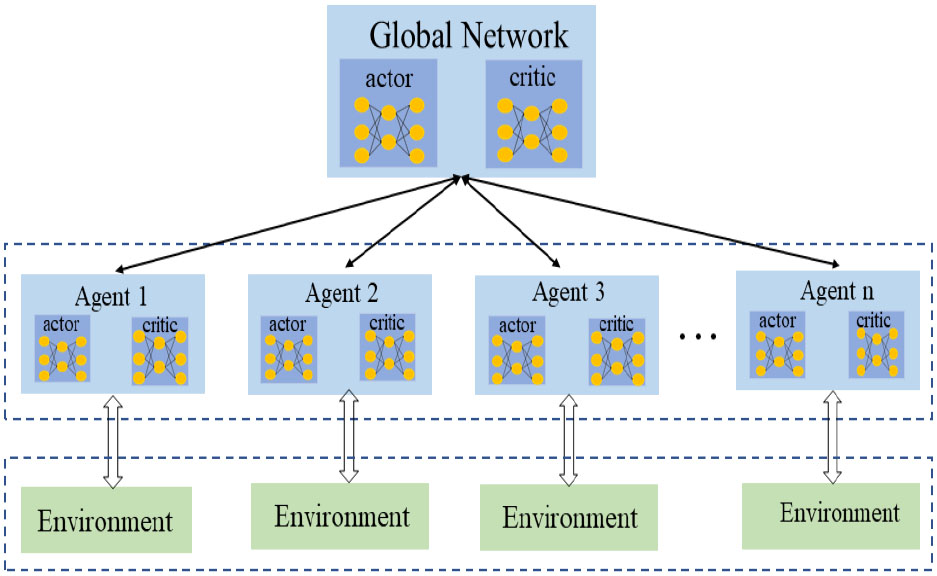 Global Network
actor
critic
Agent 1
actor
critic
Agent 2
actor
critic
Agent 3
actor
critic
...
Agent n
actor
critic
Environment
Environment
Environment
Environment